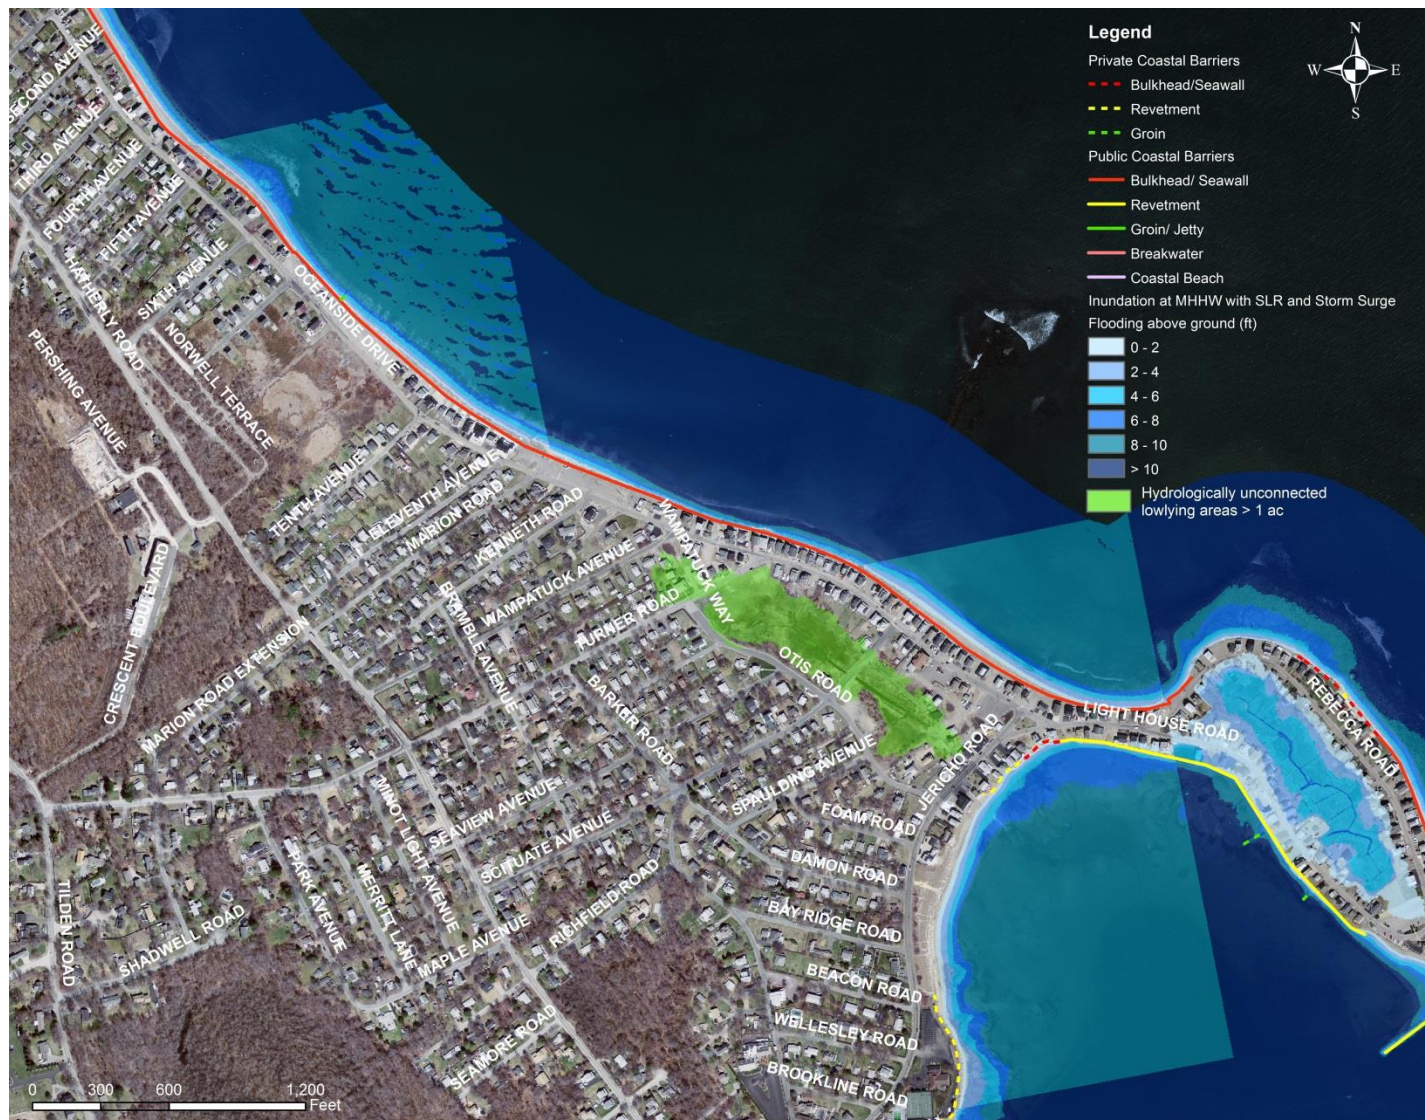 Legend
Private Coastal Barriers
Bulkhead/Seawall
Revetment
Groin
Public Coastal Barriers
Bulkhead/ Seawall
Revetment
Groin/ Jetty
Breakwater
Coastal Beach
Inundation at MHHW with SLR and Storm Surge
Flooding above ground (ft)
0 - 2
2 - 4
4 - 6
6 - 8
8 - 10
> 10
Hydrologically unconnected
lowlying areas > 1 ac
N
W
E
S
SECOND AVENUE
THIRD AVENUE
FOURTH AVENUE
FIFTH AVENUE
SIXTH AVENUE
HATHERLY ROAD
NORWELL TERRACE
PERSHING AVENUE
OCEANSIDE DRIVE
TENTH AVENUE
ELEVENTH AVENUE
MARION ROAD
KENNETH ROAD
WAMPATUCK AVENUE
WAMPATUCK WAY
TURNER ROAD
BRAMBLE AVENUE
CRESCENT BOULEVARD
MARION ROAD EXTENSION
BARKER ROAD
OTIS ROAD
LIGHT HOUSE ROAD
REBECCA ROAD
JERICHO ROAD
SPAULDING AVENUE
FOAM ROAD
DAMON ROAD
BAY RIDGE ROAD
BEACON ROAD
WELLESLEY ROAD
BROOKLINE ROAD
SEAVIEW AVENUE
SCITUATE AVENUE
RICHFIELD ROAD
MINOT LIGHT AVENUE
MERRITT LANE
PARK AVENUE
MAPLE AVENUE
SHADWELL ROAD
TILDEN ROAD
SEAMORE ROAD
0 300 600 1,200
Feet